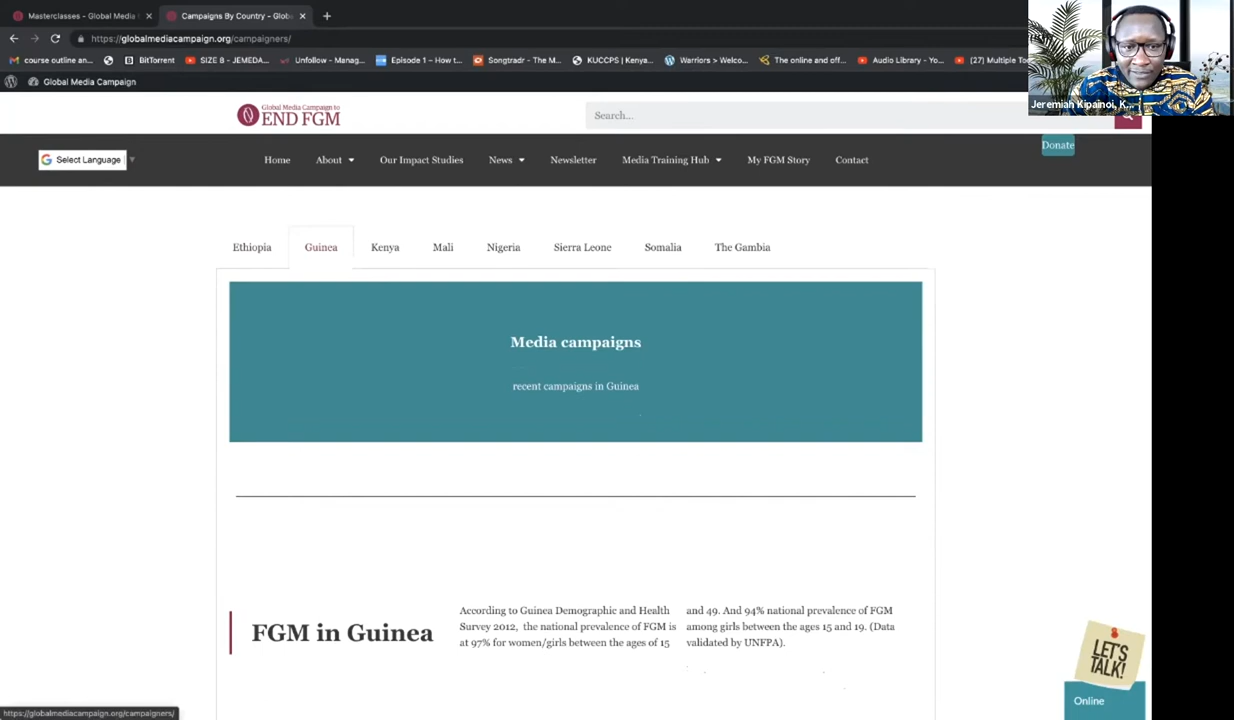 Masterclasses - Global Media
Campaigns By Country - Glob
https://globalmediacampaign.org/campaigners/
course outline an...
BitTorrent
SIZE 8 - JEMEDA...
Unfollow - Manag...
Episode 1 – How t...
Songtradr - The M...
KUCCPS | Kenya...
Warriors > Welco...
The online and off...
Audio Library - Yo...
(27) Multiple
Jeremiah Kipainoi, K...
Global Media Campaign
Global Media Campaign to
END FGM
Search...
Donate
Select Language
Home
About
Our Impact Studies
News
Newsletter
Media Training Hub
My FGM Story
Contact
Ethiopia
Guinea
Kenya
Mali
Nigeria
Sierra Leone
Somalia
The Gambia
Media campaigns
recent campaigns in Guinea
FGM in Guinea
According to Guinea Demographic and Health
Survey 2012, the national prevalence of FGM is
at 97% for women/girls between the ages of 15
and 49. And 94% national prevalence of FGM
among girls between the ages 15 and 19. (Data
validated by UNFPA).
LET'S
TALK!
Online
https://globalmediacampaign.org/campaigners/